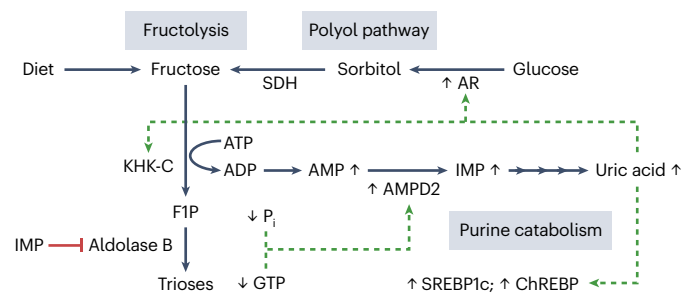 Fructolysis
Polyol pathway
Diet
Fructose
Sorbitol
Glucose
SDH
↑ AR
ATP
KHK-C
ADP
AMP ↑
IMP ↑
Uric acid ↑
↑ AMPD2
F1P
↓ Pi
Purine catabolism
IMP
Aldolase B
Trioses
↓ GTP
↑ SREBP1c; ↑ ChREBP